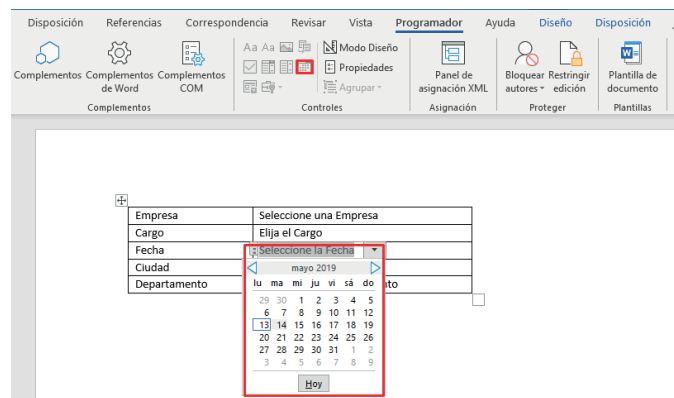 Disposición Referencias Correspondencia Revisar Vista Programador Ayuda Diseño Disposición
Complementos
Complementos de Word
Complementos COM
Complementos
Aa Aa
Modo Diseño
Propiedades
Agrupar
Controles
Panel de asignación XML
Asignación
Bloquear autores
Restringir edición
Proteger
Plantilla de documento
Plantillas
Empresa Seleccione una Empresa
Cargo Elija el Cargo
Fecha Seleccione la Fecha
Ciudad
Departamento to
mayo 2019
lu ma mi ju vi sá do
29 30 1 2 3 4 5
6 7 8 9 10 11 12
13 14 15 16 17 18 19
20 21 22 23 24 25 26
27 28 29 30 31 1 2
3 4 5 6 7 8 9
Hoy